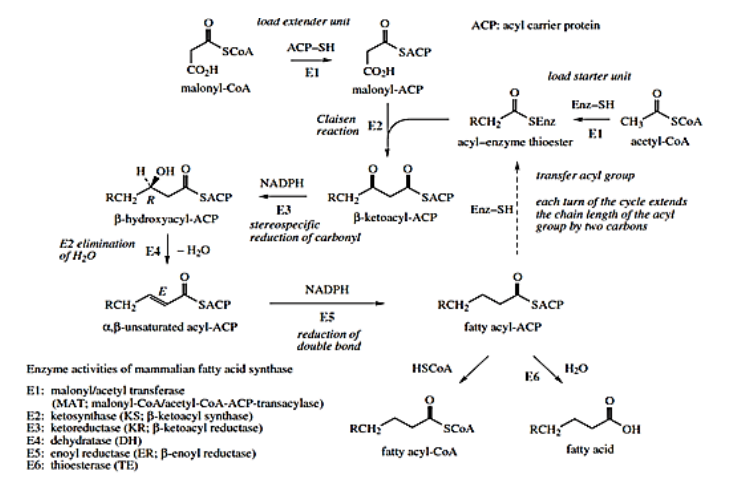 load extender unit
ACP: acyl carrier protein
O
SCoA
CO₂H
malonyl-CoA
ACP–SH
E1
O
SACP
CO₂H
malonyl-ACP
load starter unit
Claisen
reaction
E2
O
RCH₂
SEnz
acyl–enzyme thioester
Enz–SH
E1
O
CH₃
SCoA
acetyl-CoA
H
OH
O
RCH₂
R
SACP
β-hydroxyacyl-ACP
NADPH
E3
stereospecific
reduction of carbonyl
O
O
RCH₂
SACP
β-ketoacyl-ACP
Enz–SH
transfer acyl group
each turn of the cycle extends
the chain length of the acyl
group by two carbons
E2 elimination
of H₂O
E4
– H₂O
O
E
RCH₂
SACP
α,β-unsaturated acyl-ACP
NADPH
E5
reduction of
double bond
O
RCH₂
SACP
fatty acyl-ACP
HSCoA
E6
H₂O
O
RCH₂
SCoA
fatty acyl-CoA
O
RCH₂
OH
fatty acid
Enzyme activities of mammalian fatty acid synthase
E1: malonyl/acetyl transferase
(MAT; malonyl-CoA/acetyl-CoA-ACP-transacylase)
E2: ketosynthase (KS; β-ketoacyl synthase)
E3: ketoreductase (KR; β-ketoacyl reductase)
E4: dehydratase (DH)
E5: enoyl reductase (ER; β-enoyl reductase)
E6: thioesterase (TE)